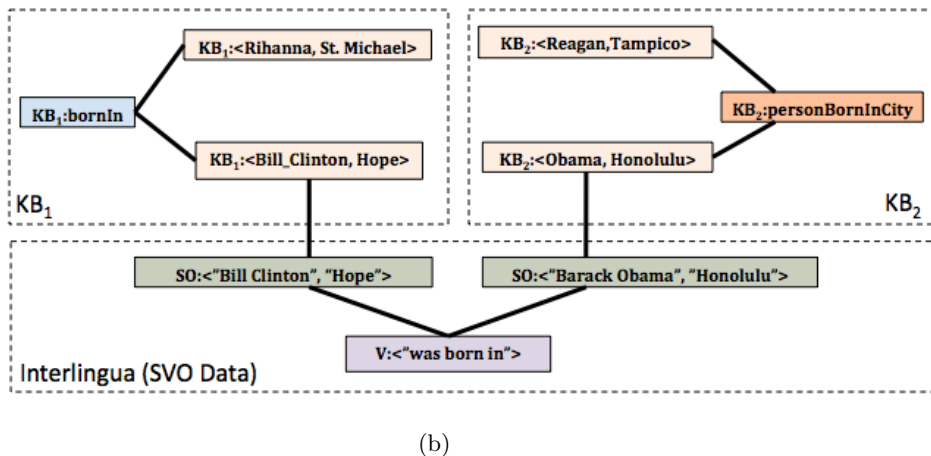 KB₁:<Rihanna, St. Michael>
KB₂:<Reagan,Tampico>
KB₁:bornIn
KB₂:personBornInCity
KB₁:<Bill_Clinton, Hope>
KB₂:<Obama, Honolulu>
KB₁
KB₂
SO:<"Bill Clinton", "Hope">
SO:<"Barack Obama", "Honolulu">
V:<"was born in">
Interlingua (SVO Data)
(b)